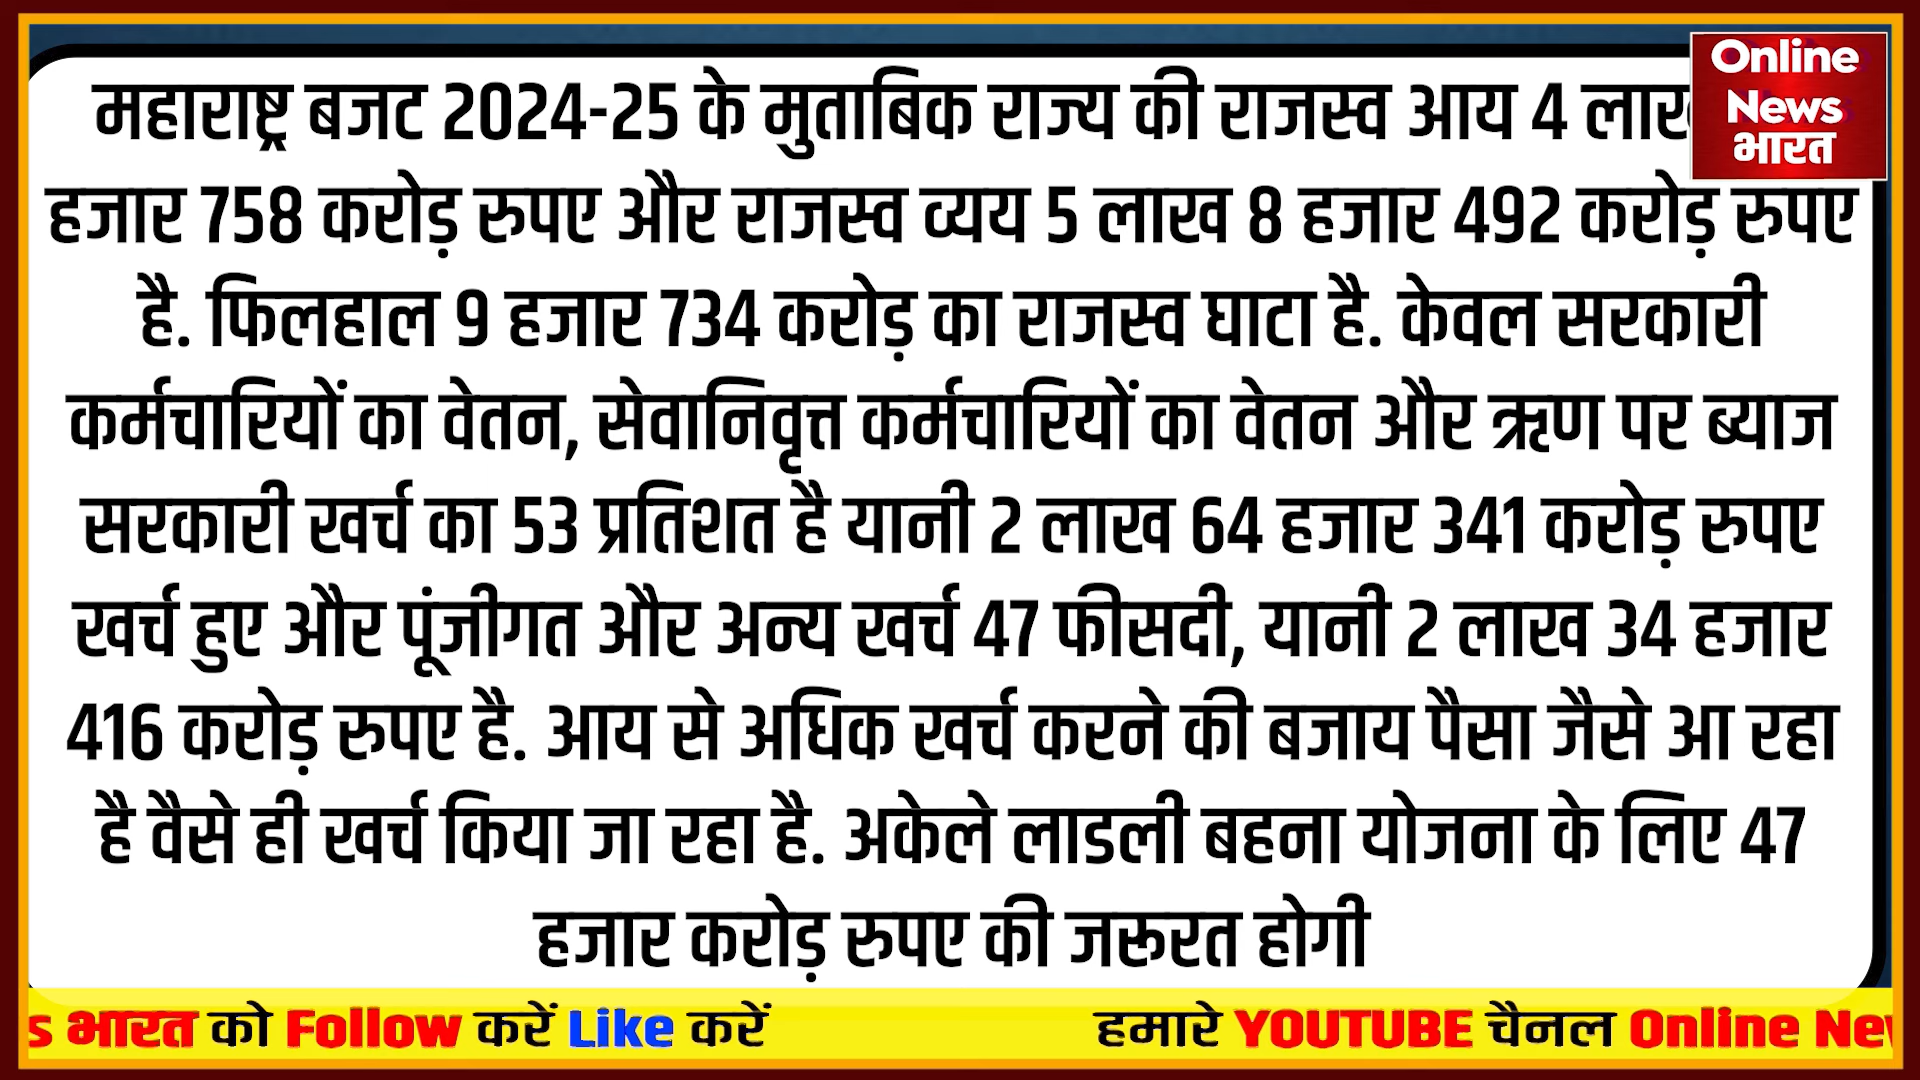 महाराष्ट्र बजट 2024-25 के मुताबिक राज्य की राजस्व आय 4
Online
News
भारत
हजार 758 करोड़ रुपए और राजस्व व्यय 5 लाख 8 हजार 492 करोड़ रुपए
है. फिलहाल 9 हजार 734 करोड़ का राजस्व घाटा है. केवल सरकारी
कर्मचारियों का वेतन, सेवानिवृत्त कर्मचारियों का वेतन और ऋण पर ब्याज
सरकारी खर्च का 53 प्रतिशत है यानी 2 लाख 64 हजार 341 करोड़ रुपए
खर्च हुए और पूंजीगत और अन्य खर्च 47 फीसदी, यानी 2 लाख 34 हजार
416 करोड़ रुपए है. आय से अधिक खर्च करने की बजाय पैसा जैसे आ रहा
है वैसे ही खर्च किया जा रहा है. अकेले लाडली बहना योजना के लिए 47
हजार करोड़ रुपए की जरूरत होगी
s भारत को Follow करें Like करें हमारे YOUTUBE चैनल Online